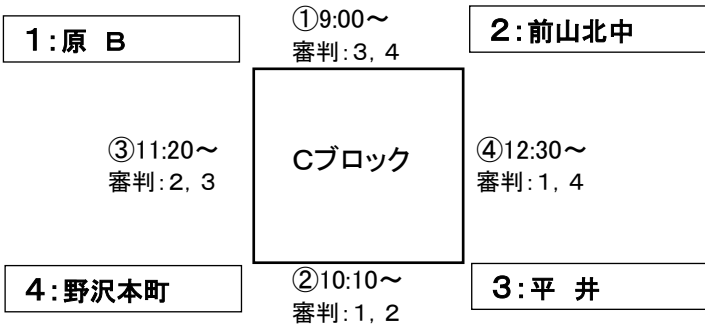 ①9:00～
審判：3，4
1：原　B
2：前山北中
③11:20～
審判：2，3
Cブロック
④12:30～
審判：1，4
4：野沢本町
②10:10～
審判：1，2
3：平　井